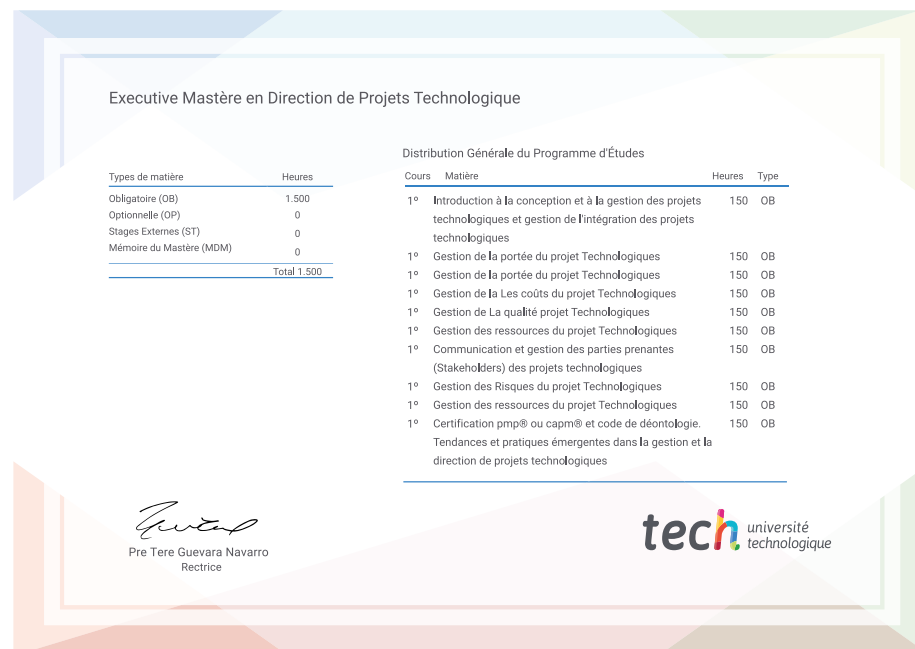 Executive Mastère en Direction de Projets Technologique
Types de matière Heures
Obligatoire (OB) 1.500
Optionnelle (OP) 0
Stages Externes (ST) 0
Mémoire du Mastère (MDM) 0
Total 1.500
Distribution Générale du Programme d'Études
Cours Matière Heures Type
1º Introduction à la conception et à la gestion des projets 150 OB
technologiques et gestion de l'intégration des projets
technologiques
1º Gestion de la portée du projet Technologiques 150 OB
1º Gestion de la portée du projet Technologiques 150 OB
1º Gestion de la Les coûts du projet Technologiques 150 OB
1º Gestion de La qualité projet Technologiques 150 OB
1º Gestion des ressources du projet Technologiques 150 OB
1º Communication et gestion des parties prenantes 150 OB
(Stakeholders) des projets technologiques
1º Gestion des Risques du projet Technologiques 150 OB
1º Gestion des ressources du projet Technologiques 150 OB
1º Certification pmp® ou capm® et code de déontologie. 150 OB
Tendances et pratiques émergentes dans la gestion et la
direction de projets technologiques
Pre Tere Guevara Navarro
Rectrice
tech université
technologique